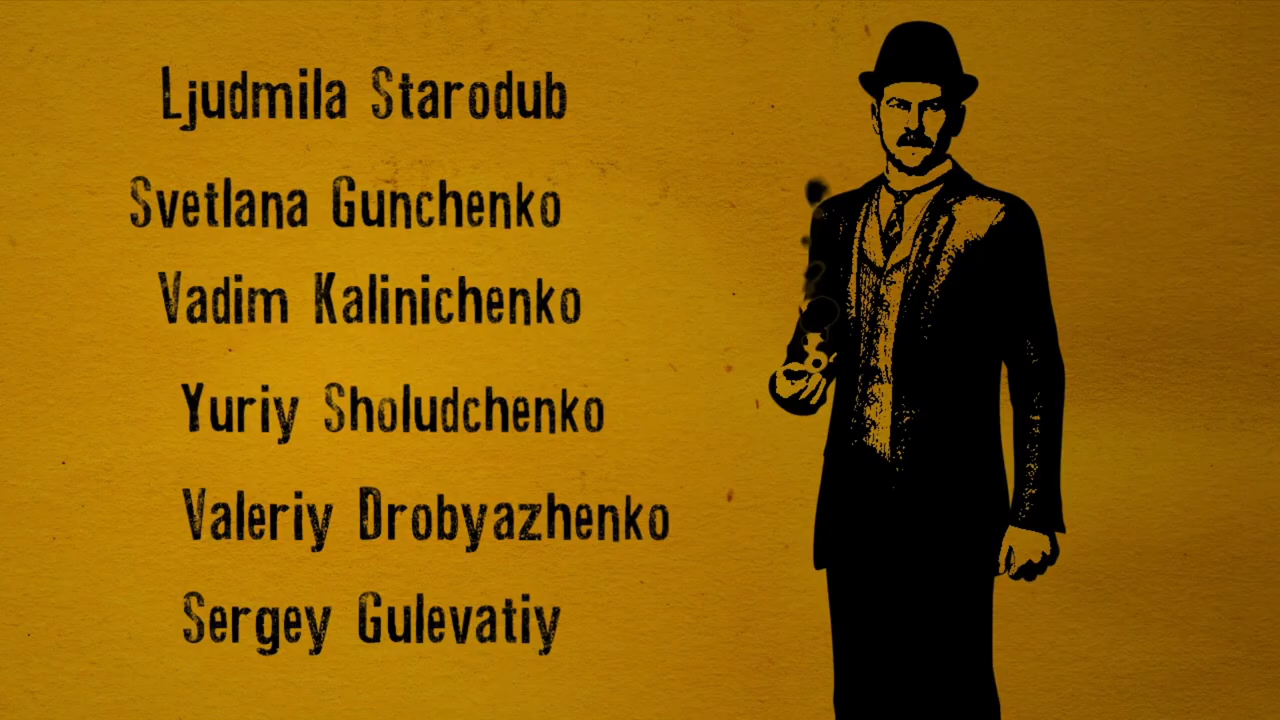 Ljudmila Starodub
Svetlana Gunchenko
Vadim Kalinichenko
Yuriy Sholudchenko
Valeriy Drobyazhenko
Sergey Gulevatiy